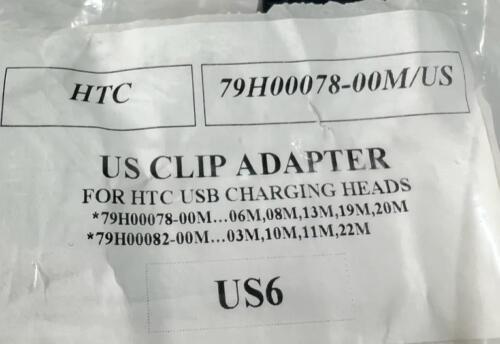 HTC
79H00078-00M/US
US CLIP ADAPTER
FOR HTC USB CHARGING HEADS
*79H00078-00M...06M,08M,13M,19M,20M
*79H00082-00M...03M,10M,11M,22M
US6